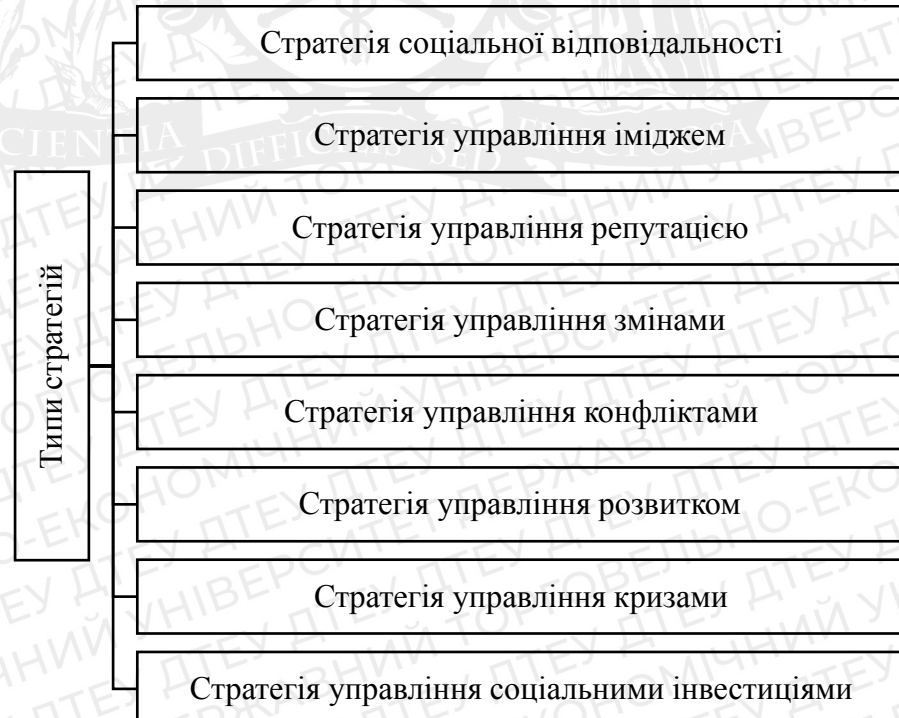 Стратегія соціальної відповідальності
Стратегія управління іміджем
Стратегія управління репутацією
Типи стратегій
Стратегія управління змінами
Стратегія управління конфліктами
Стратегія управління розвитком
Стратегія управління кризами
Стратегія управління соціальними інвестиціями